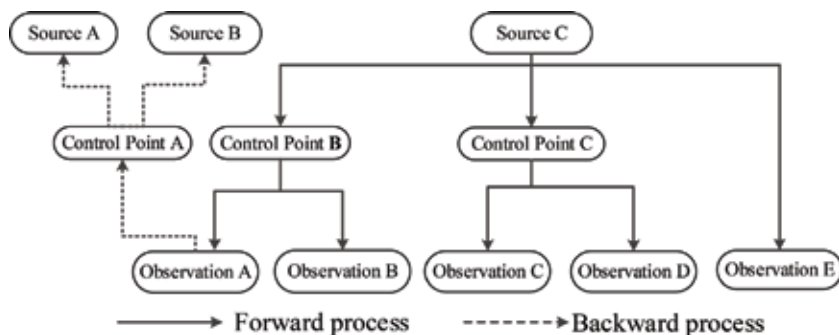 Source A
Source B
Source C
Control Point A
Control Point B
Control Point C
Observation A
Observation B
Observation C
Observation D
Observation E
Forward process
Backward process